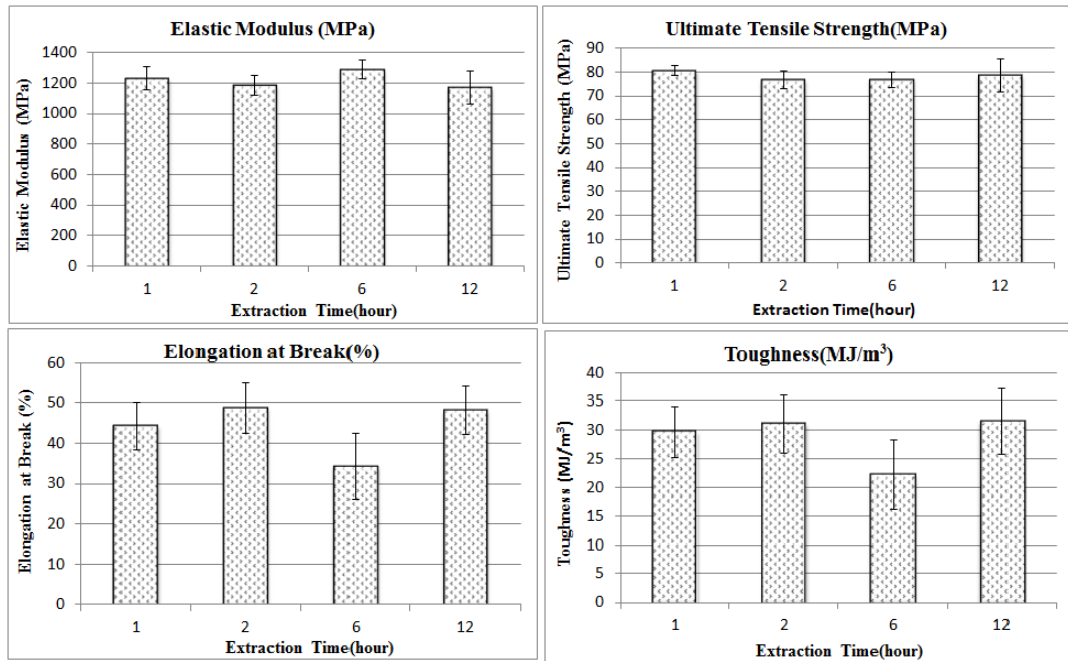 Elastic Modulus (MPa)
Elastic Modulus (MPa)
1400
1200
1000
800
600
400
200
0
1 2 6 12
Extraction Time(hour)
Ultimate Tensile Strength(MPa)
Ultimate Tensile Strength (MPa)
90
80
70
60
50
40
30
20
10
0
1 2 6 12
Extraction Time(hour)
Elongation at Break(%)
Elongation at Break (%)
60
50
40
30
20
10
0
1 2 6 12
Extraction Time(hour)
Toughness(MJ/m³)
Toughness (MJ/m³)
40
35
30
25
20
15
10
5
0
1 2 6 12
Extraction Time(hour)